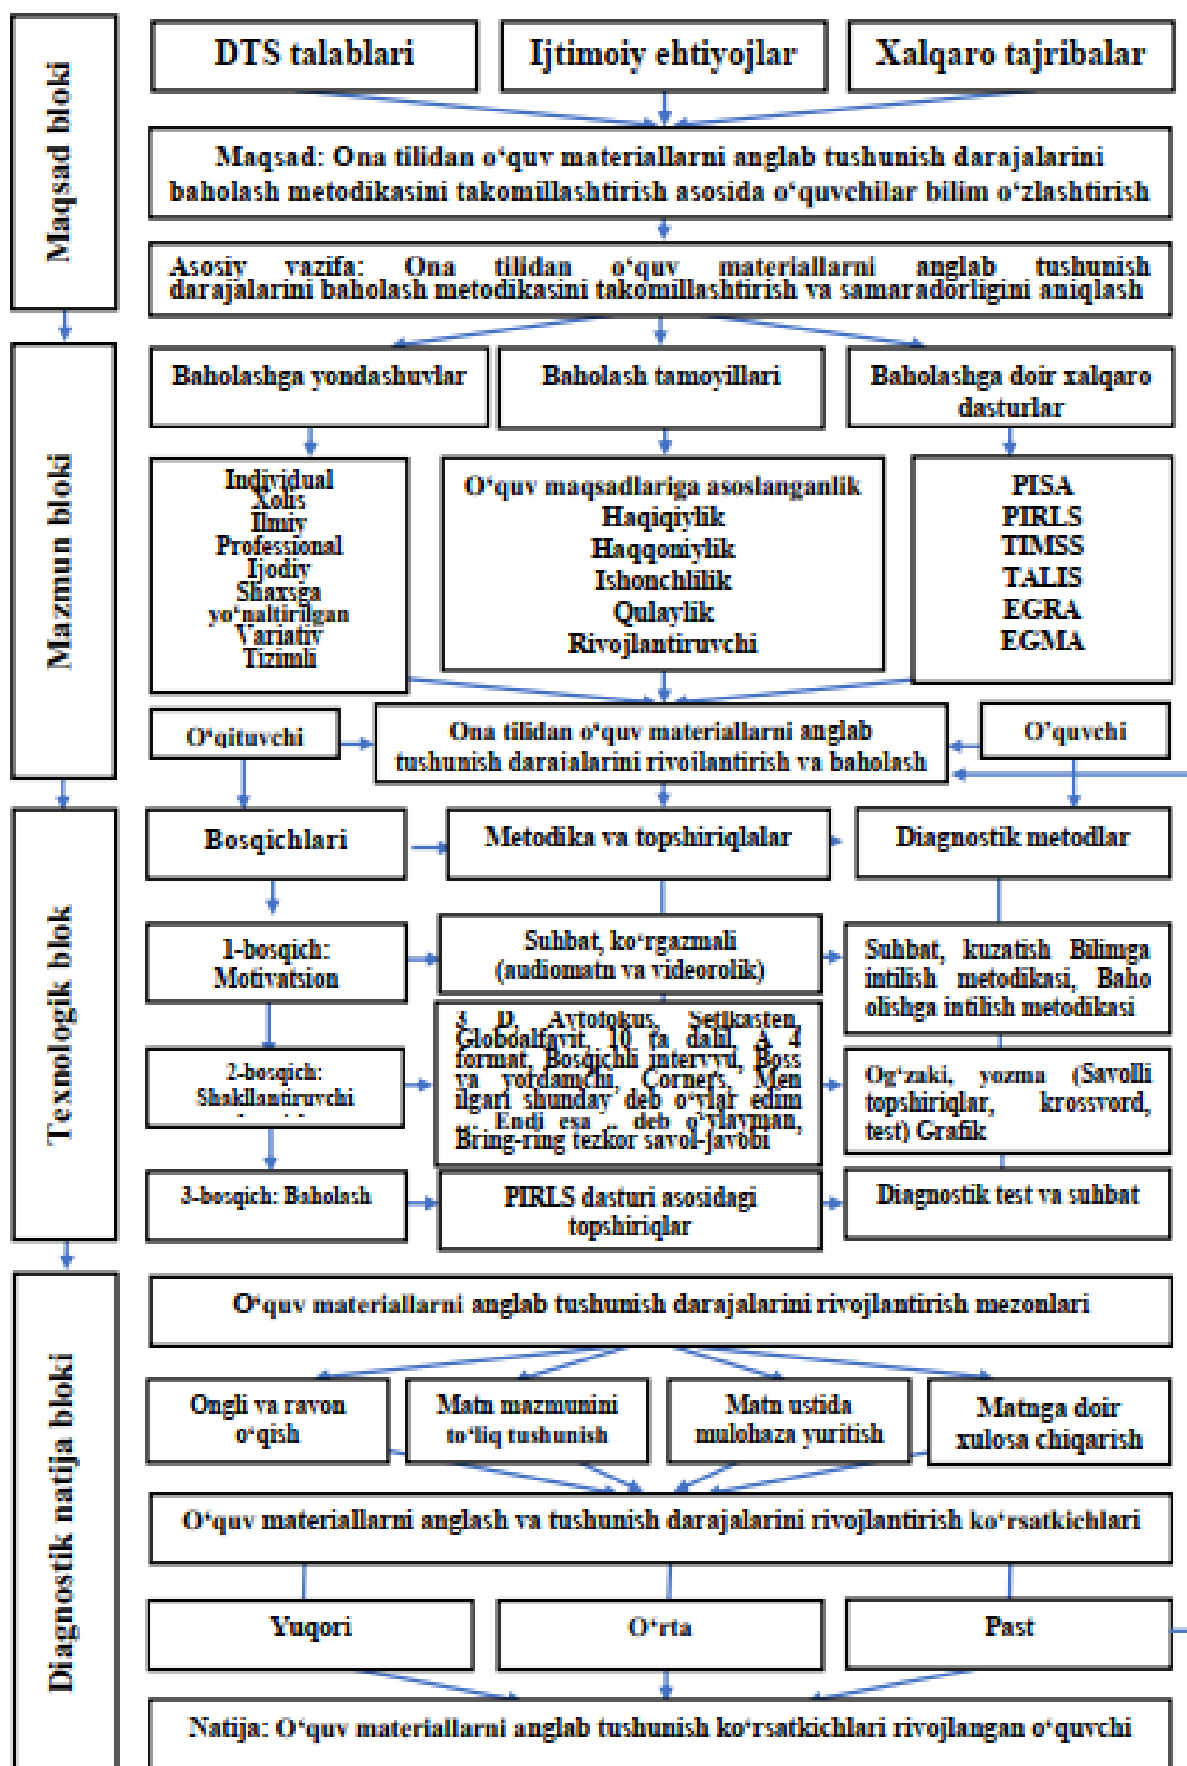 Maqsad bloki
DTS talablari
Ijtimoiy ehtiyojlar
Xalqaro tajribalar
Maqsad: Ona tilidan o‘quv materiallarni anglab tushunish darajalarini
baholash metodikasini takomillashtirish asosida o‘quvchilar bilim o‘zlashtirish
Asosiy vazifa: Ona tilidan o‘quv materiallarni anglab tushunish
darajalarini baholash metodikasini takomillashtirish va samaradorligini aniqlash
Mazmun bloki
Baholashga yondashuvlar
Baholash tamoyillari
Baholashga doir xalqaro
dasturlar
Individual
Xolis
Ilmiy
Professional
Ijodiy
Shaxsga
yo‘naltirilgan
Variativ
Tizimli
O‘quv maqsadlariga asoslanganlik
Haqiqiylik
Haqqoniylik
Ishonchlilik
Qulaylik
Rivojlantiruvchi
PISA
PIRLS
TIMSS
TALIS
EGRA
EGMA
O‘qituvchi
Ona tilidan o‘quv materiallarni anglab
tushunish darajalarini rivojlantirish va baholash
O’quvchi
Texnologik blok
Bosqichlari
Metodika va topshiriqlalar
Diagnostik metodlar
1-bosqich:
Motivatsion
Suhbat, ko‘rgazmali
(audiomatn va videorolik)
Suhbat, kuzatish Bilimga
intilish metodikasi, Baho
olishga intilish metodikasi
2-bosqich:
Shakllantiruvchi
3 D, Avtofokus, Setikasten,
Globoalfavit, 10 ta dalil, A 4
format, Bosqichli intervyu, Boss
va yordamchi, Corners, Men
ilgari shunday deb o‘ylar edim
... Endi esa .. deb o‘ylayman,
Bring-ring tezkor savol-javobi
Og‘zaki, yozma (Savolli
topshiriqlar, krossvord,
test) Grafik
3-bosqich: Baholash
PIRLS dasturi asosidagi
topshiriqlar
Diagnostik test va suhbat
Diagnostik natija bloki
O‘quv materiallarni anglab tushunish darajalarini rivojlantirish mezonlari
Ongli va ravon
o‘qish
Matn mazmunini
to‘liq tushunish
Matn ustida
mulohaza yuritish
Matnga doir
xulosa chiqarish
O‘quv materiallarni anglash va tushunish darajalarini rivojlantirish ko‘rsatkichlari
Yuqori
O‘rta
Past
Natija: O‘quv materiallarni anglab tushunish ko‘rsatkichlari rivojlangan o‘quvchi